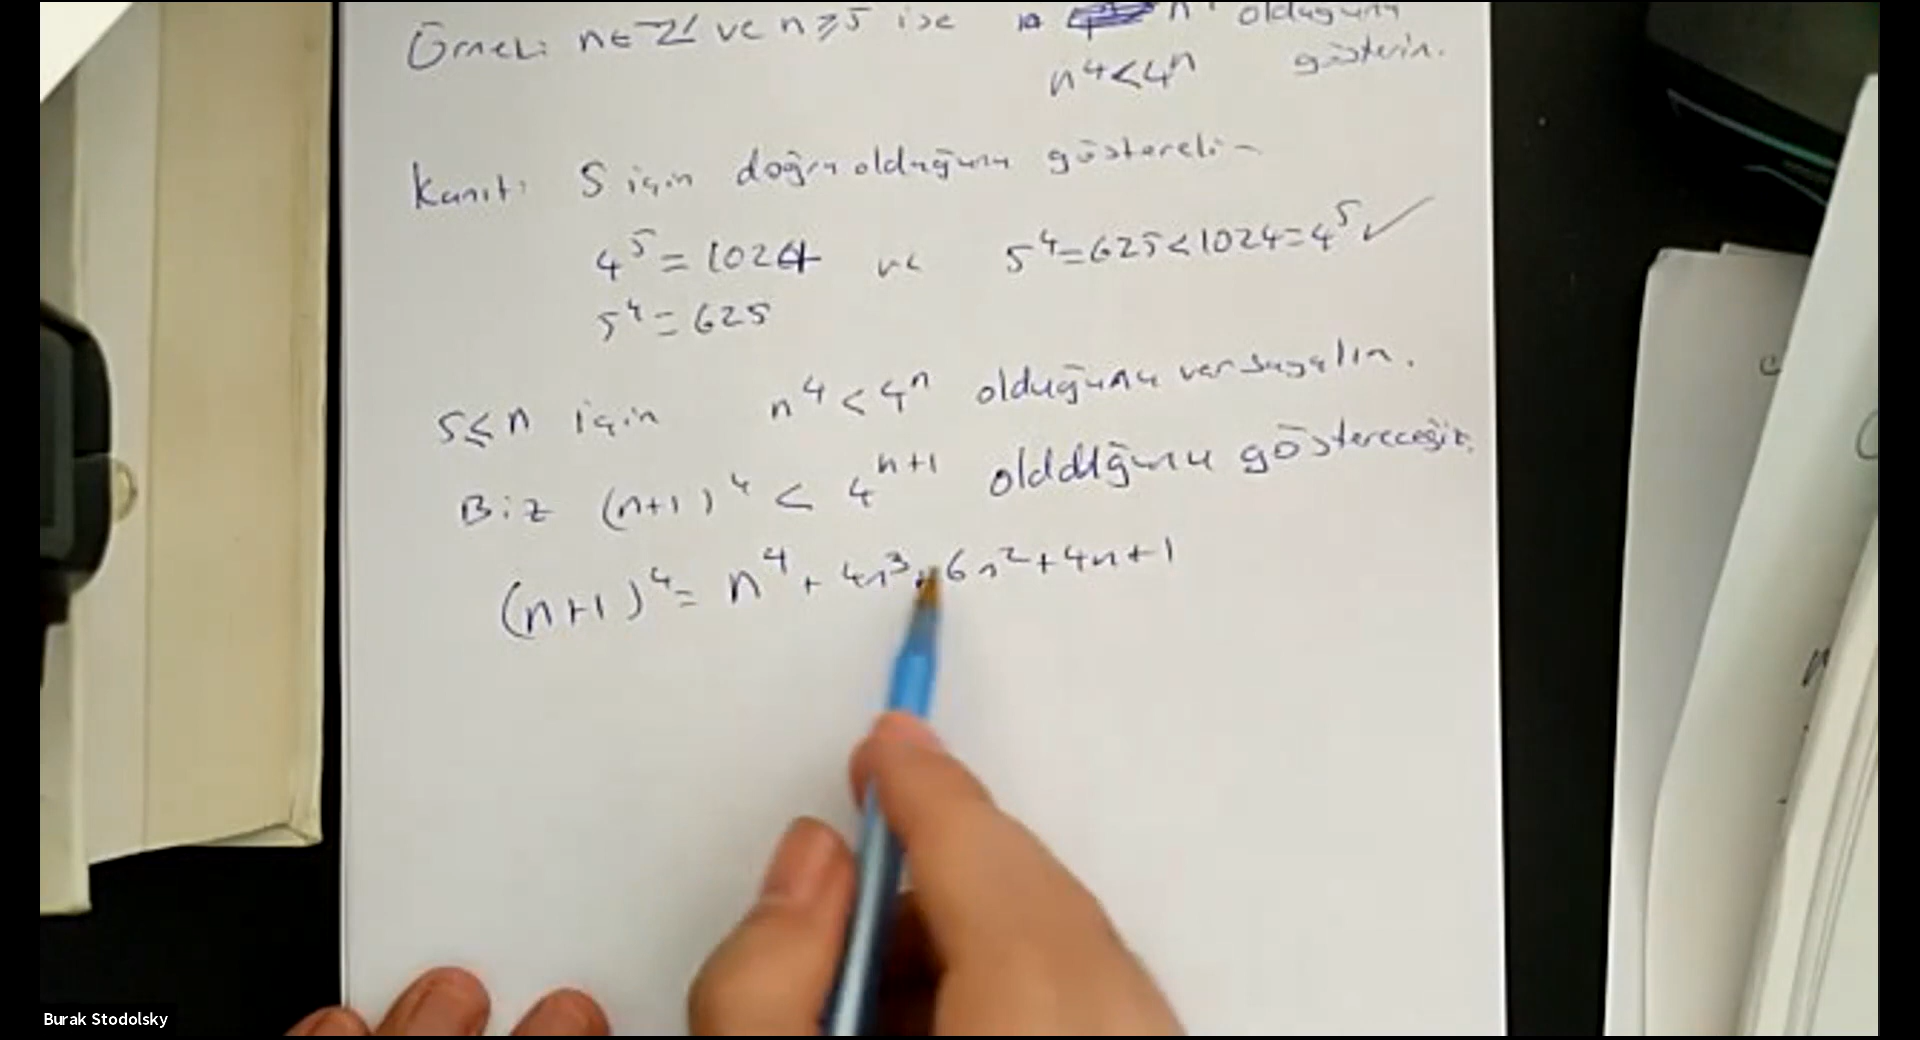 Örnek: n∈ℤ ve n≥5 ise olduğunu
n⁴<4ⁿ gösterin.
Kanıt: 5 için doğru olduğunu gösterelim
4⁵=1024 ve 5⁴=625<1024=4⁵ ✓
5⁴=625
5≤n için n⁴<4ⁿ olduğunu varsayalım.
Biz (n+1)⁴ < 4ⁿ⁺¹ olduğunu göstereceğiz.
(n+1)⁴= n⁴+4n³+6n²+4n+1
Burak Stodolsky